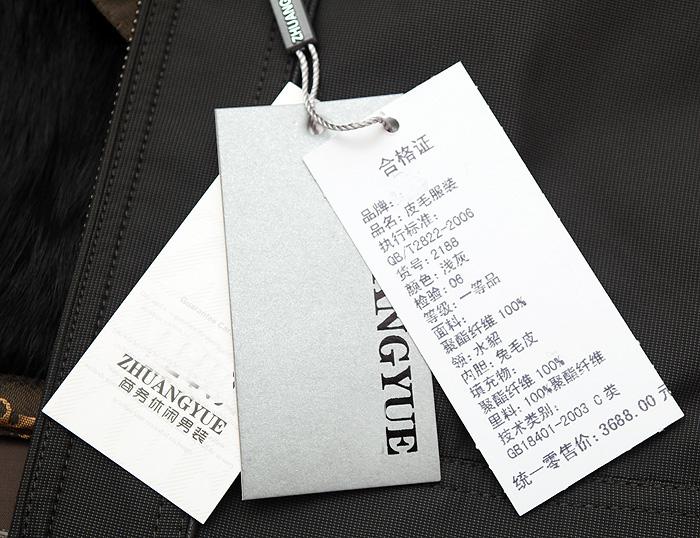 ZHUANG
Guarantee Car
ZHUANGYUE
商务休闲男装
ANGYUE
合格证
品牌:
品名: 皮毛服装
执行标准:
QB/T2822-2006
货号: 2188
颜色: 浅灰
检验: 06
等级: 一等品
面料:
聚酯纤维 100%
领: 水貂
内胆: 兔毛皮
填充物:
聚酯纤维 100%
里料: 100%聚酯纤维
技术类别:
GB18401-2003 C 类
统一零售价: 3688.00 元